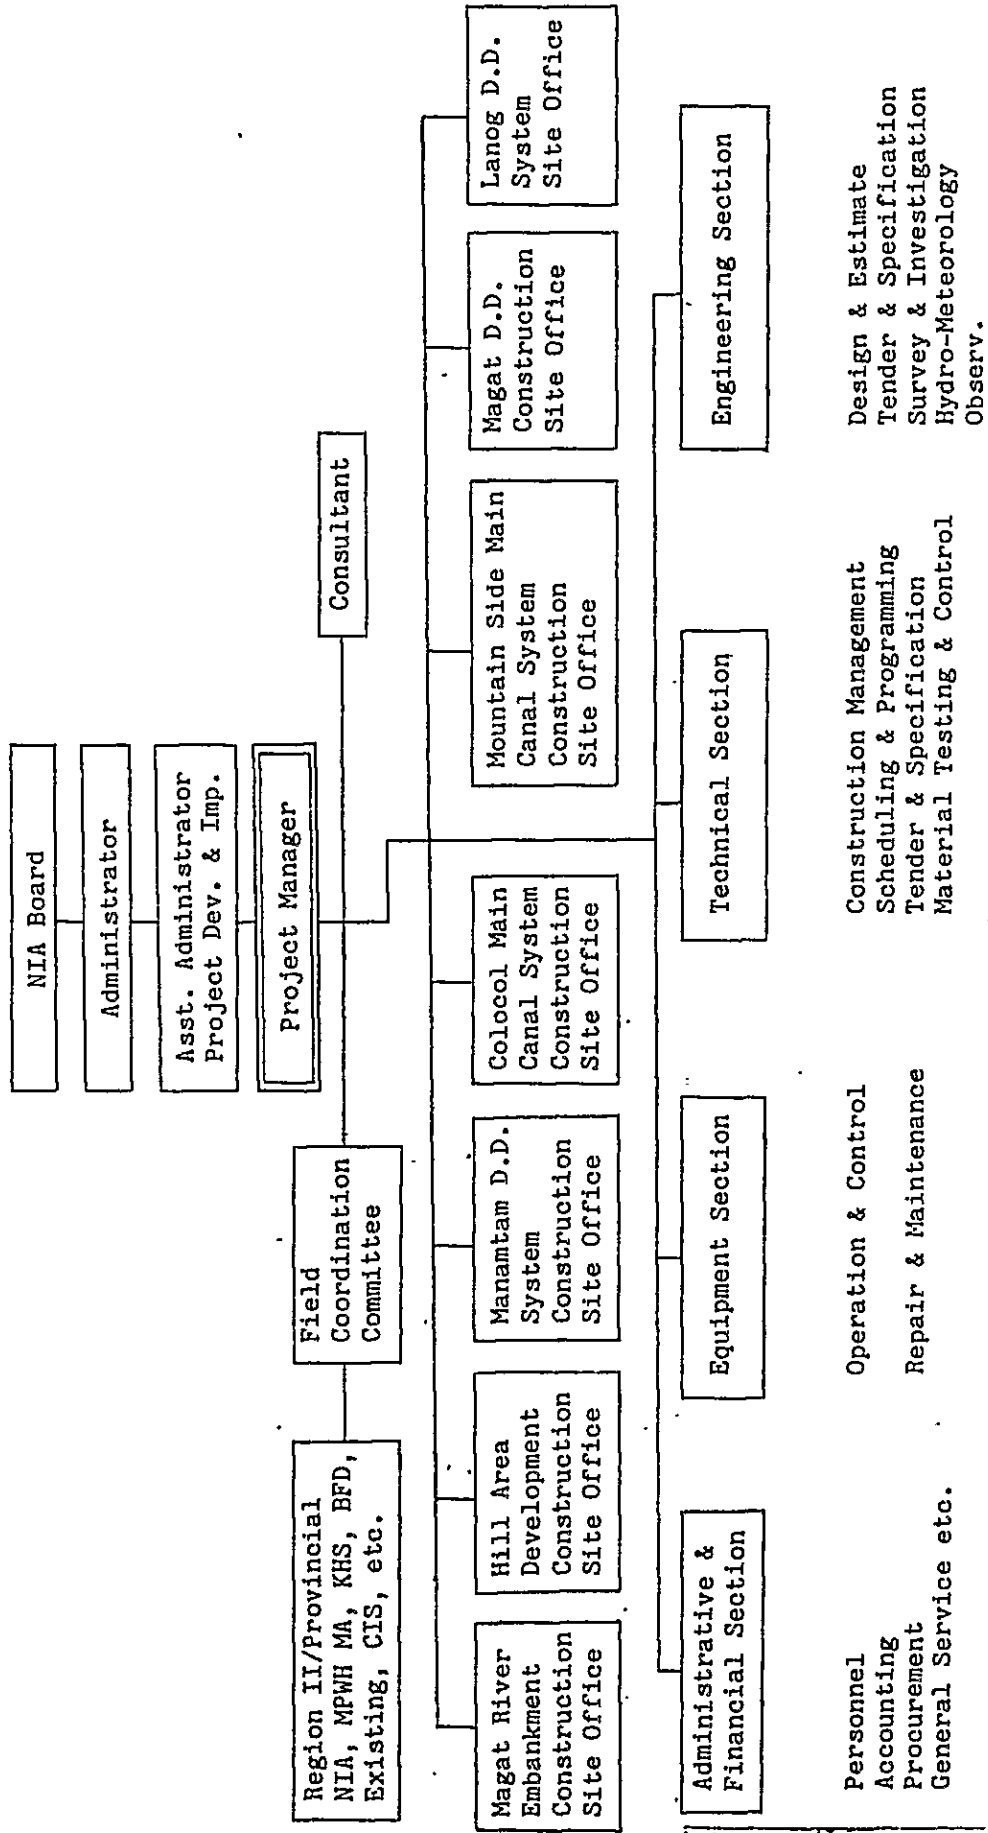 NIA Board
Administrator
Asst. Administrator
Project Dev. & Imp.
Project Manager
Region II/Provincial
NIA, MPWH MA, KHS, BFD,
Existing, CIS, etc.
Field
Coordination
Committee
Consultant
Magat River
Embankment
Construction
Site Office
Hill Area
Development
Construction
Site Office
Manamtam D.D.
System
Construction
Site Office
Colocol Main
Canal System
Construction
Site Office
Mountain Side Main
Canal System
Construction
Site Office
Magat D.D.
Construction
Site Office
Lanog D.D.
System
Site Office
Administrative &
Financial Section
Equipment Section
Technical Section
Engineering Section
Personnel
Accounting
Procurement
General Service etc.
Operation & Control
Repair & Maintenance
Construction Management
Scheduling & Programming
Tender & Specification
Material Testing & Control
Design & Estimate
Tender & Specification
Survey & Investigation
Hydro-Meteorology
Observ.